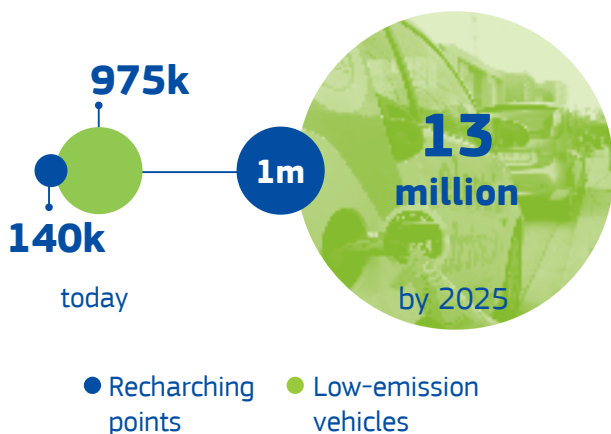 975k
140k
today
1m
13
million
by 2025
Recharching
points
Low-emission
vehicles